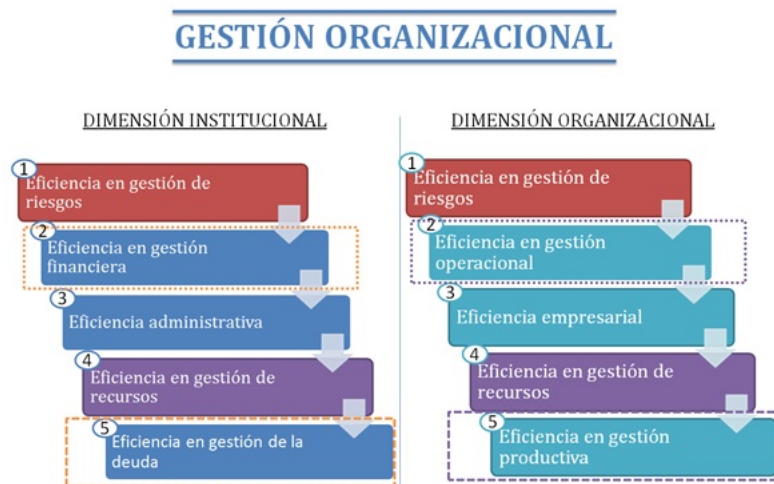 GESTIÓN ORGANIZACIONAL
DIMENSIÓN INSTITUCIONAL
1
Eficiencia en gestión de
riesgos
2
Eficiencia en gestión
financiera
3
Eficiencia administrativa
4
Eficiencia en gestión de
recursos
5
Eficiencia en gestión de la
deuda
DIMENSIÓN ORGANIZACIONAL
1
Eficiencia en gestión de
riesgos
2
Eficiencia en gestión
operacional
3
Eficiencia empresarial
4
Eficiencia en gestión de
recursos
5
Eficiencia en gestión
productiva